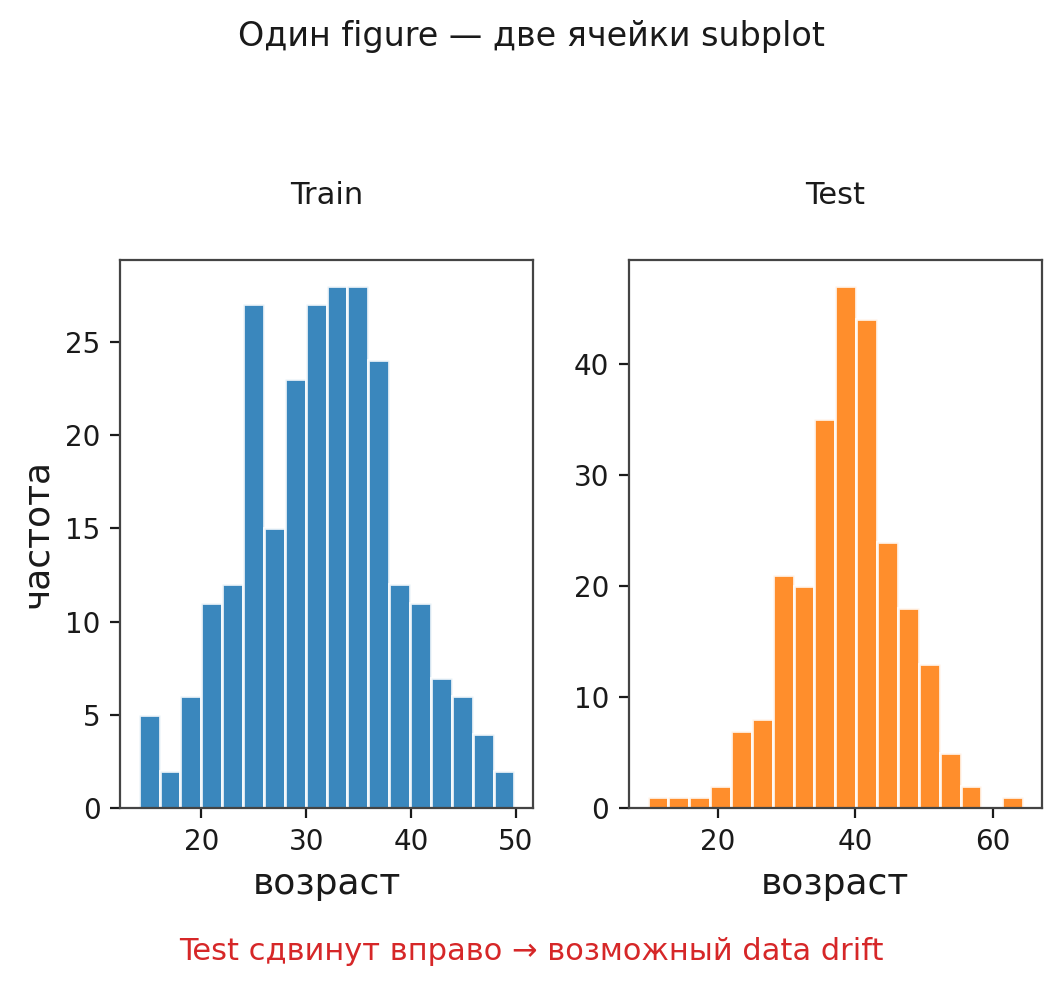 Один figure — две ячейки subplot
Train
Test
25
20
15
10
5
0
частота
20 30 40 50
возраст
40
30
20
10
0
20 40 60
возраст
Test сдвинут вправо → возможный data drift